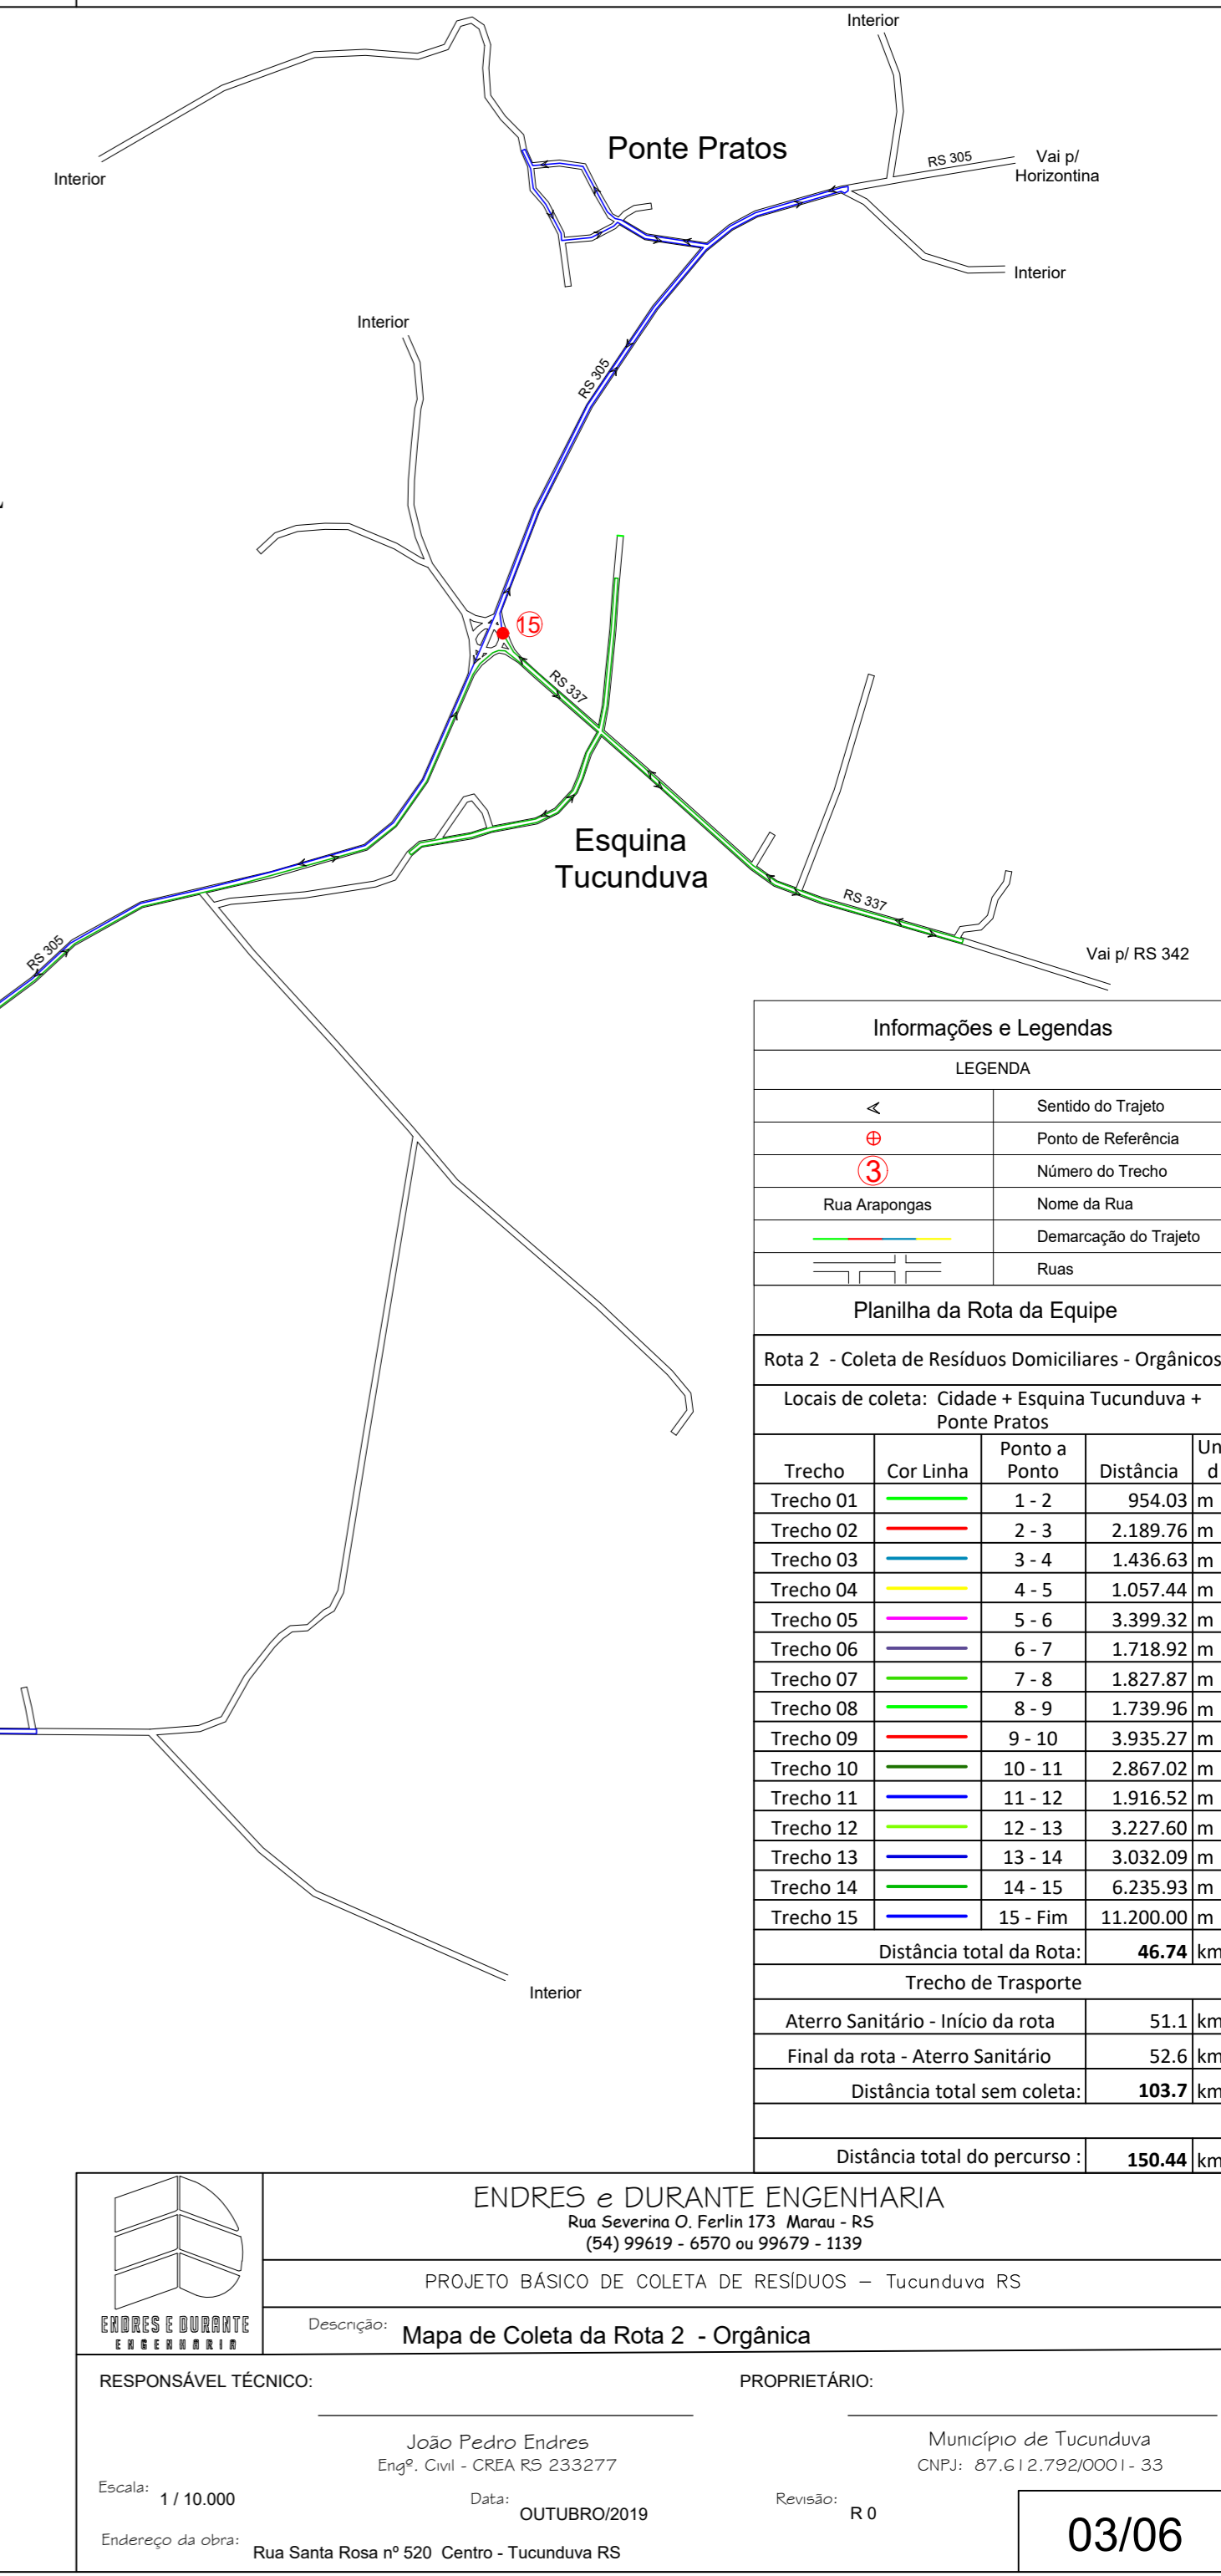 Interior
Ponte Pratos
RS 305
Vai p/
Horizontina
Interior
Interior
Interior
RS 305
15
RS 337
Esquina
Tucunduva
RS 337
RS 305
Vai p/ RS 342
Informações e Legendas
LEGENDA
Sentido do Trajeto
Ponto de Referência
3 Número do Trecho
Rua Arapongas Nome da Rua
Demarcação do Trajeto
Ruas
Planilha da Rota da Equipe
Rota 2 - Coleta de Resíduos Domiciliares - Orgânicos
Locais de coleta: Cidade + Esquina Tucunduva +
Ponte Pratos
Trecho Cor Linha Ponto a Ponto Distância Un d
Trecho 01 1 - 2 954.03 m
Trecho 02 2 - 3 2.189.76 m
Trecho 03 3 - 4 1.436.63 m
Trecho 04 4 - 5 1.057.44 m
Trecho 05 5 - 6 3.399.32 m
Trecho 06 6 - 7 1.718.92 m
Trecho 07 7 - 8 1.827.87 m
Trecho 08 8 - 9 1.739.96 m
Trecho 09 9 - 10 3.935.27 m
Trecho 10 10 - 11 2.867.02 m
Trecho 11 11 - 12 1.916.52 m
Trecho 12 12 - 13 3.227.60 m
Trecho 13 13 - 14 3.032.09 m
Trecho 14 14 - 15 6.235.93 m
Trecho 15 15 - Fim 11.200.00 m
Distância total da Rota: 46.74 km
Trecho de Trasporte
Aterro Sanitário - Início da rota 51.1 km
Final da rota - Aterro Sanitário 52.6 km
Distância total sem coleta: 103.7 km
Distância total do percurso : 150.44 km
Interior
ENDRES E DURANTE
ENGENHARIA
ENDRES e DURANTE ENGENHARIA
Rua Severina O. Ferlin 173 Marau - RS
(54) 99619 - 6570 ou 99679 - 1139
PROJETO BÁSICO DE COLETA DE RESÍDUOS – Tucunduva RS
Descrição: Mapa de Coleta da Rota 2 - Orgânica
RESPONSÁVEL TÉCNICO:
PROPRIETÁRIO:
João Pedro Endres
Engº. Civil - CREA RS 233277
Município de Tucunduva
CNPJ: 87.612.792/0001- 33
Escala: 1 / 10.000
Data: OUTUBRO/2019
Revisão: R 0
Endereço da obra: Rua Santa Rosa nº 520 Centro - Tucunduva RS
03/06